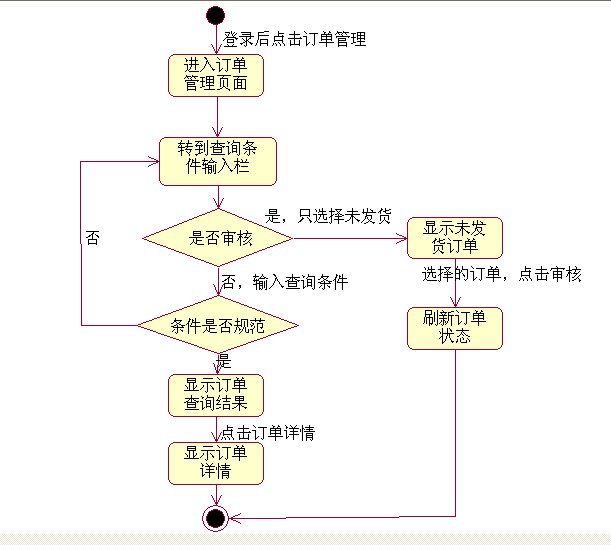 登录后点击订单管理
进入订单
管理页面
转到查询条
件输入栏
是，只选择未发货
是否审核
显示未发
货订单
否
否，输入查询条件
选择的订单，点击审核
条件是否规范
刷新订单
状态
是
显示订单
查询结果
点击订单详情
显示订单
详情